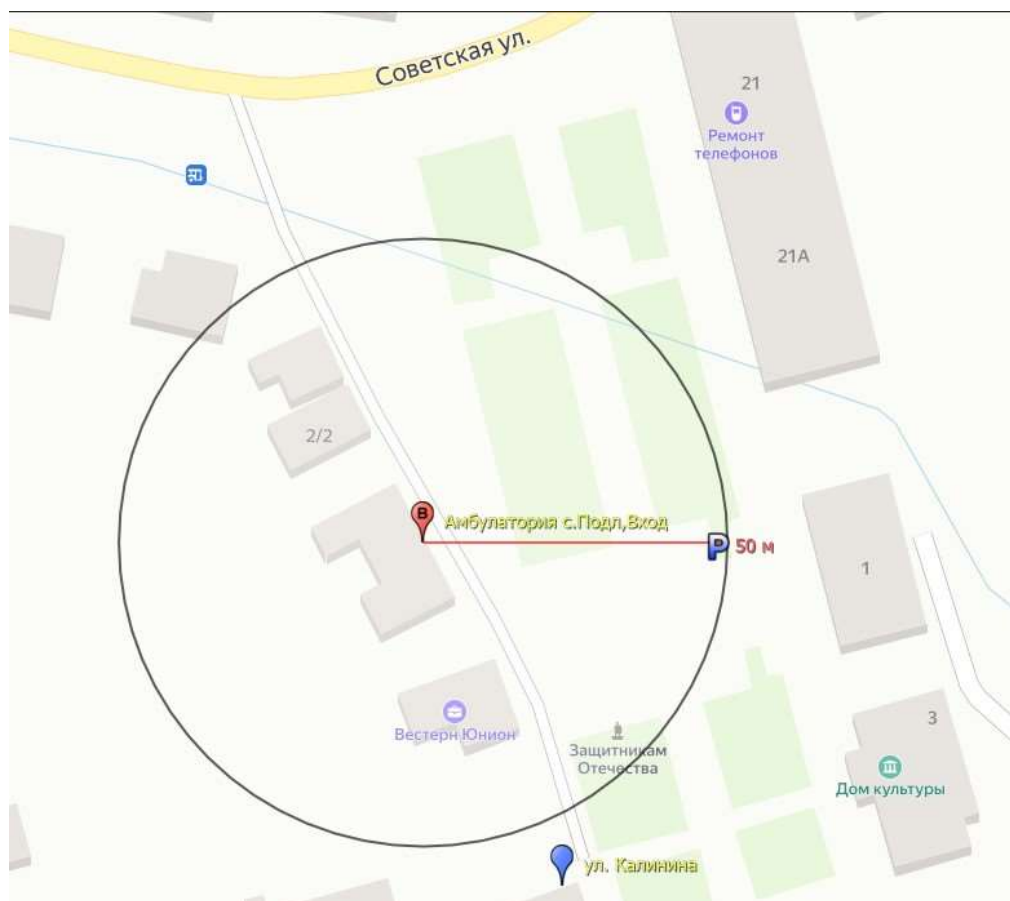 Советская ул.
21
Ремонт
телефонов
21А
2/2
В
Амбулатория с.Подл,Вход
P 50 м
1
Вестерн Юнион
Защитникам
Отечества
3
Дом культуры
ул. Калинина